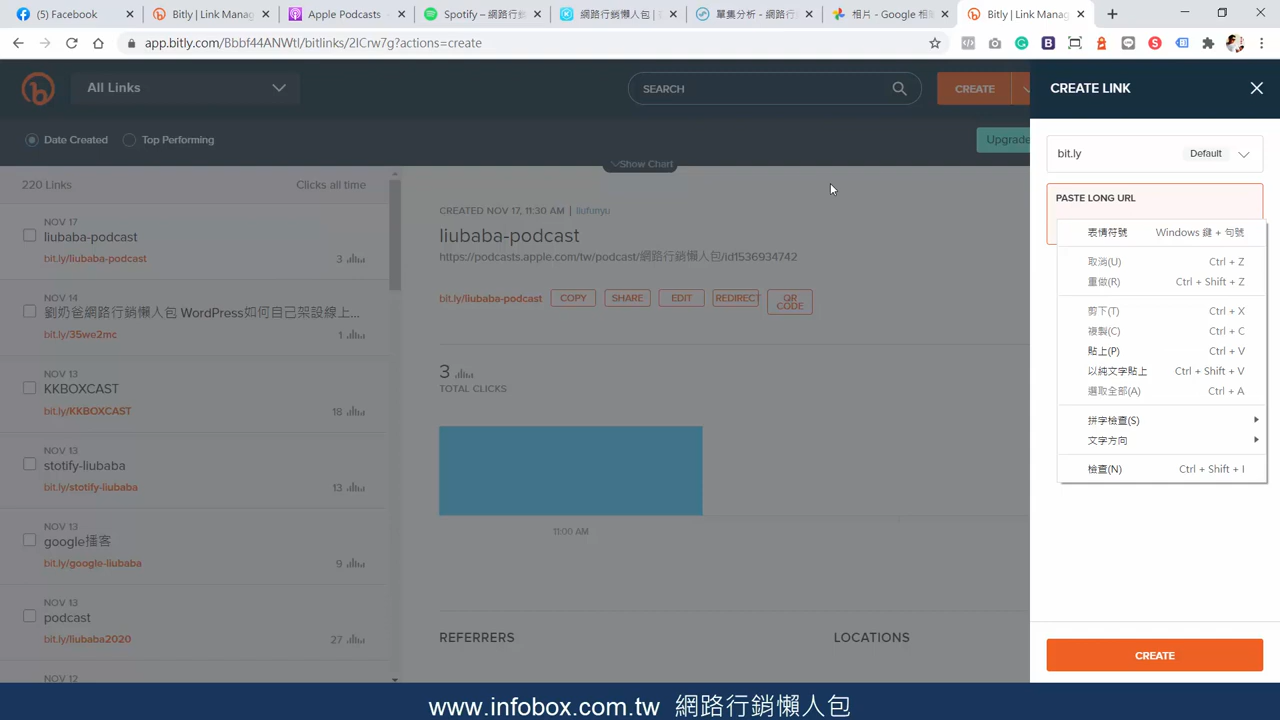 (5) Facebook
Bitly | Link Manag
Apple Podcasts -
Spotify – 網路行銷
網路行銷懶人包 |
單集分析 - 網路行銷
相片 - Google 相
Bitly | Link Manag
app.bitly.com/Bbbf44ANWtl/bitlinks/2ICrw7g?actions=create
All Links
SEARCH
CREATE
CREATE LINK
Date Created
Top Performing
Upgrade
Show Chart
bit.ly
Default
PASTE LONG URL
220 Links
Clicks all time
NOV 17
liubaba-podcast
bit.ly/liubaba-podcast
3
NOV 14
劉奶爸網路行銷懶人包 WordPress如何自己架設線上...
bit.ly/35we2mc
1
NOV 13
KKBOXCAST
bit.ly/KKBOXCAST
18
NOV 13
stotify-liubaba
bit.ly/stotify-liubaba
13
NOV 13
google播客
bit.ly/google-liubaba
9
NOV 13
podcast
bit.ly/liubaba2020
27
NOV 12
CREATED NOV 17, 11:30 AM | liufunyu
liubaba-podcast
https://podcasts.apple.com/tw/podcast/網路行銷懶人包/id1536934742
bit.ly/liubaba-podcast
COPY
SHARE
EDIT
REDIRECT
QR CODE
3
TOTAL CLICKS
11:00 AM
REFERRERS
LOCATIONS
表情符號 Windows 鍵 + 句號
取消(U) Ctrl + Z
重做(R) Ctrl + Shift + Z
剪下(T) Ctrl + X
複製(C) Ctrl + C
貼上(P) Ctrl + V
以純文字貼上 Ctrl + Shift + V
選取全部(A) Ctrl + A
拼字檢查(S)
文字方向
檢查(N) Ctrl + Shift + I
CREATE
www.infobox.com.tw 網路行銷懶人包